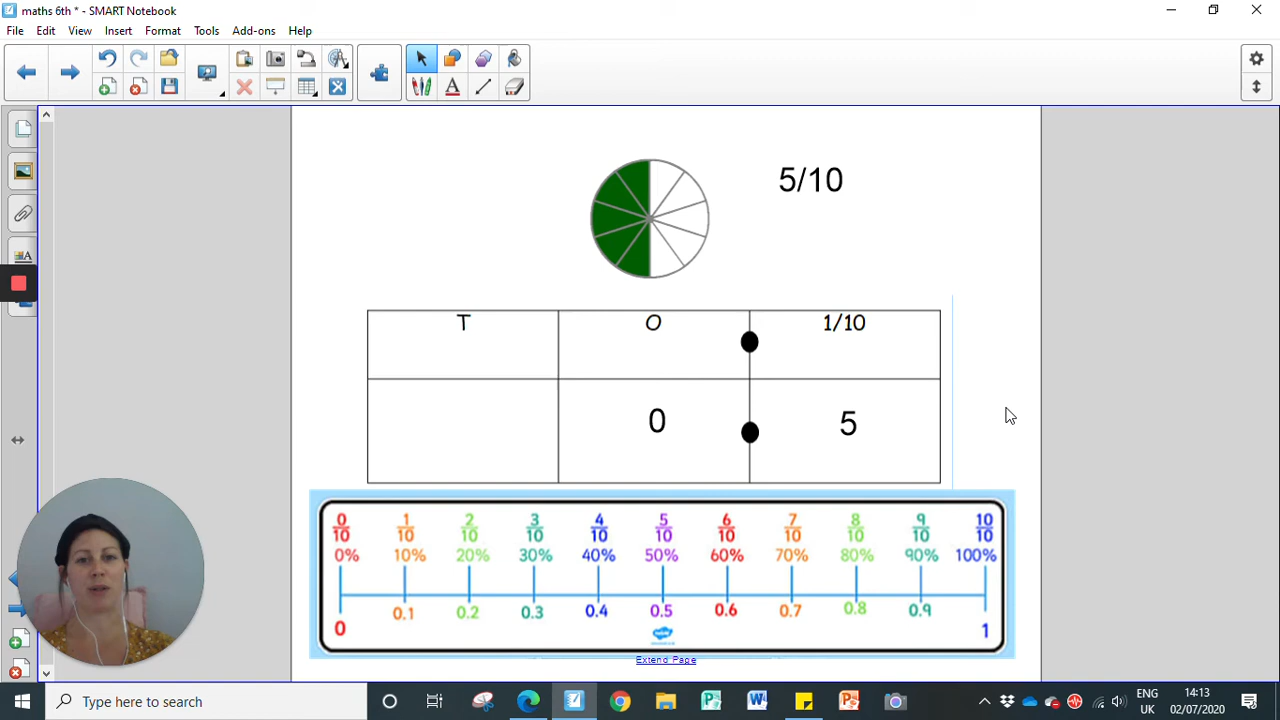 maths 6th * - SMART Notebook
File Edit View Insert Format Tools Add-ons Help
5/10
T O 1/10
0 5
0/10 1/10 2/10 3/10 4/10 5/10 6/10 7/10 8/10 9/10 10/10
0% 10% 20% 30% 40% 50% 60% 70% 80% 90% 100%
0.1 0.2 0.3 0.4 0.5 0.6 0.7 0.8 0.9
0 1
Extend Page
Type here to search
ENG 14:13
UK 02/07/2020